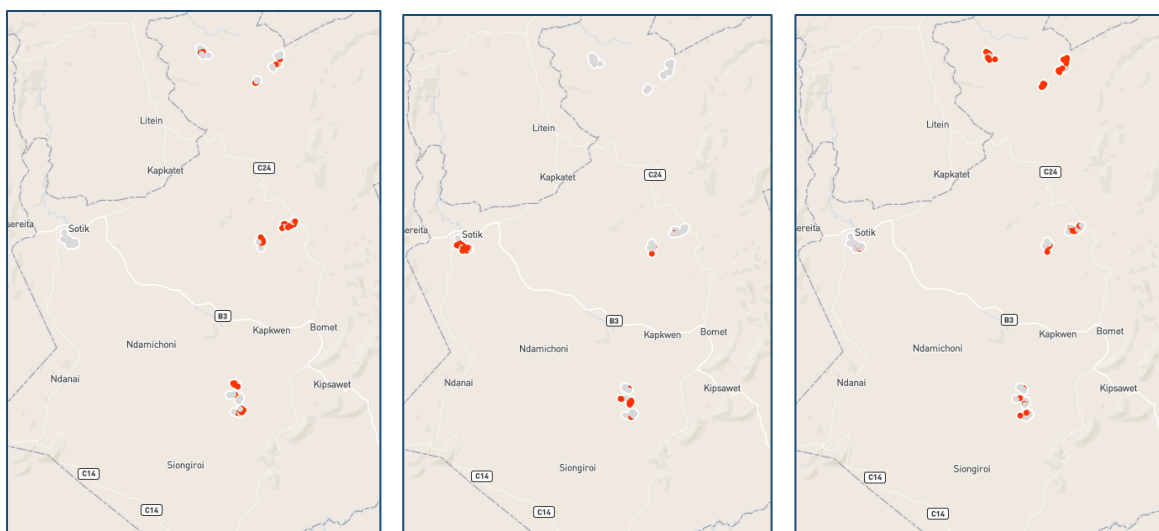 Litein
Kapkatet
C24
ereita
Sotik
B3
Kapkwen
Bomet
Ndamichoni
Ndanai
Kipsawet
Siongiroi
C14
C14
Litein
Kapkatet
C24
Sotik
B3
Kapkwen
Bomet
Ndamichoni
Ndanai
Kipsawet
Siongiroi
C14
C14
Litein
Kapkatet
C24
ereita
Sotik
B3
Kapkwen
Bomet
Ndamichoni
Ndanai
Kipsawet
Siongiroi
C14
C14